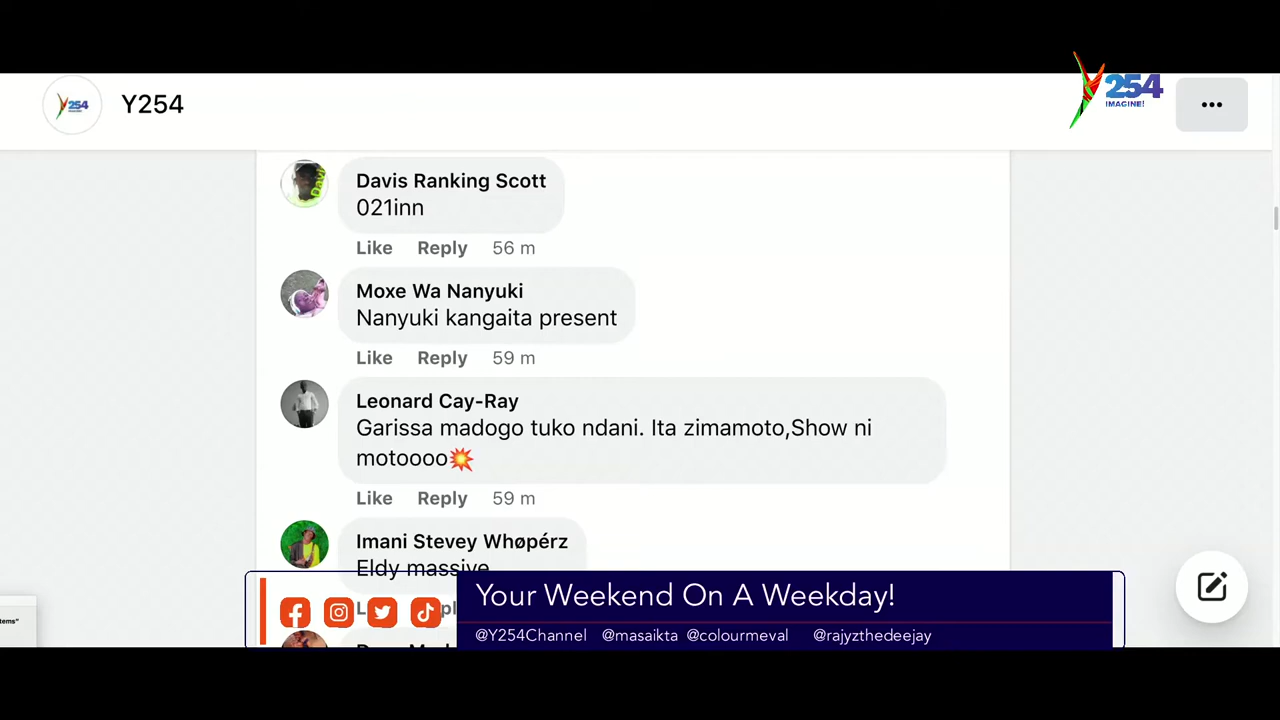 Y254
254
IMAGINE!
Davis Ranking Scott
021inn
Like Reply 56 m
Moxe Wa Nanyuki
Nanyuki kangaita present
Like Reply 59 m
Leonard Cay-Ray
Garissa madogo tuko ndani. Ita zimamoto,Show ni
motoooo💥
Like Reply 59 m
Imani Stevey Whøpérz
Eldy massive
Your Weekend On A Weekday!
@Y254Channel @masaikta @colourmeval @rajyzthedeejay